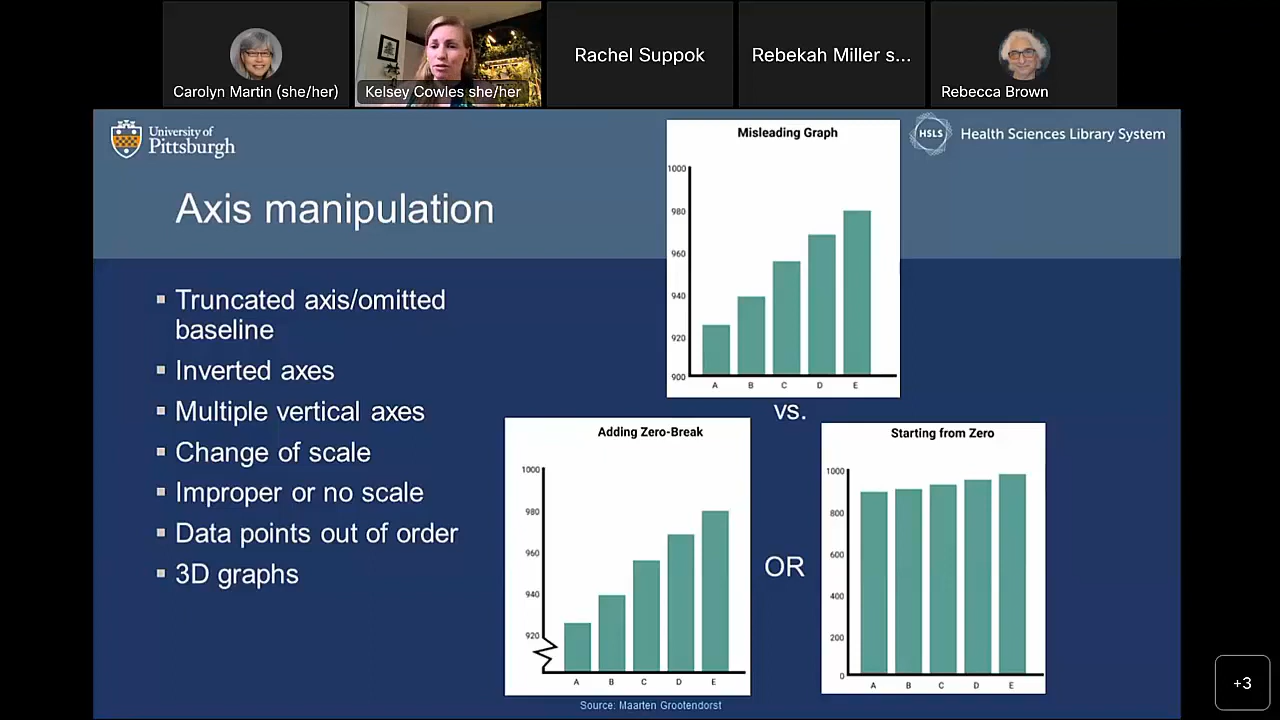 Carolyn Martin (she/her)
Kelsey Cowles she/her
Rachel Suppok
Rebekah Miller s...
Rebecca Brown
University of
Pittsburgh
HSLS
Health Sciences Library System
Axis manipulation
▪ Truncated axis/omitted
baseline
▪ Inverted axes
▪ Multiple vertical axes
▪ Change of scale
▪ Improper or no scale
▪ Data points out of order
▪ 3D graphs
Misleading Graph
1000
980
960
940
920
900
A B C D E
vs.
Adding Zero-Break
1000
980
960
940
920
A B C D E
OR
Starting from Zero
1000
800
600
400
200
0
A B C D E
Source: Maarten Grootendorst
+3